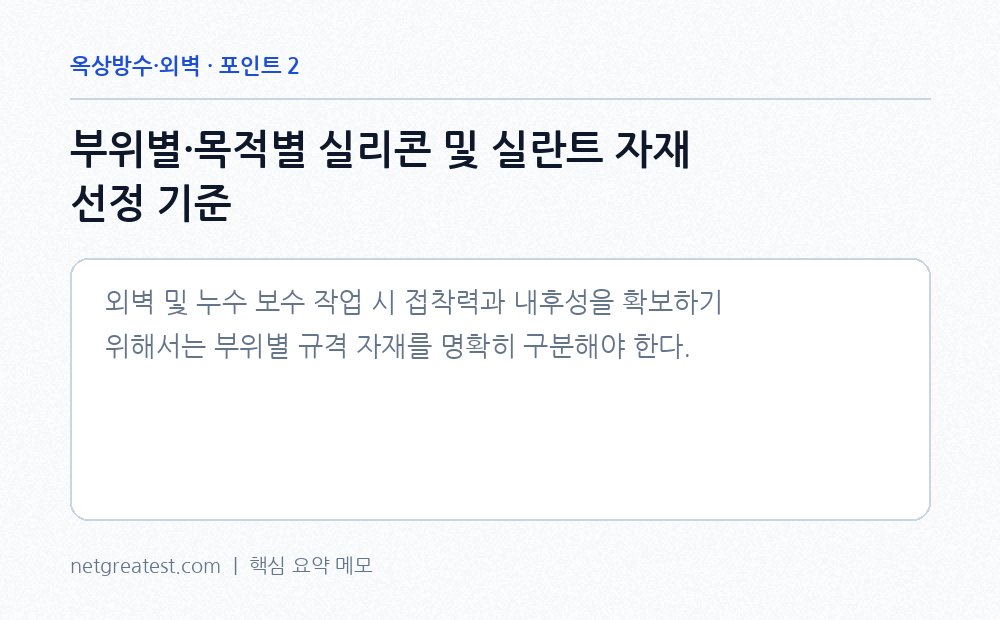 옥상방수·외벽 · 포인트 2
부위별·목적별 실리콘 및 실란트 자재
선정 기준
외벽 및 누수 보수 작업 시 접착력과 내후성을 확보하기
위해서는 부위별 규격 자재를 명확히 구분해야 한다.
netgreatest.com | 핵심 요약 메모